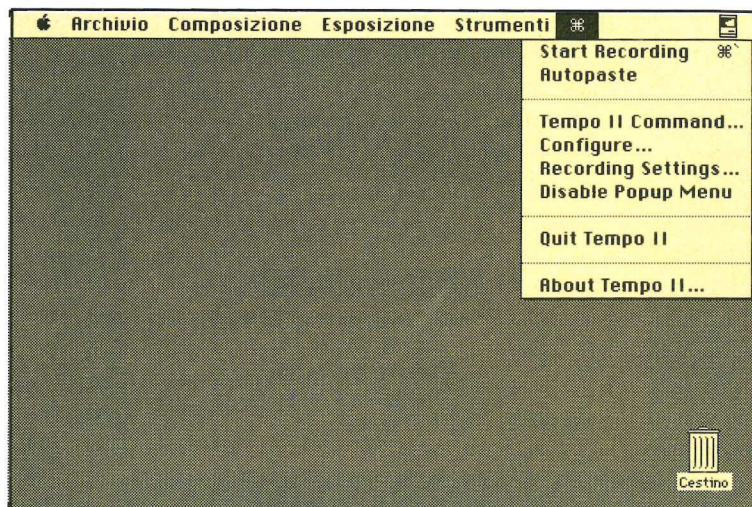 Archivio Composizione Esposizione Strumenti ⌘
Start Recording ⌘`
Autopaste
Tempo II Command...
Configure...
Recording Settings...
Disable Popup Menu
Quit Tempo II
About Tempo II...
Cestino